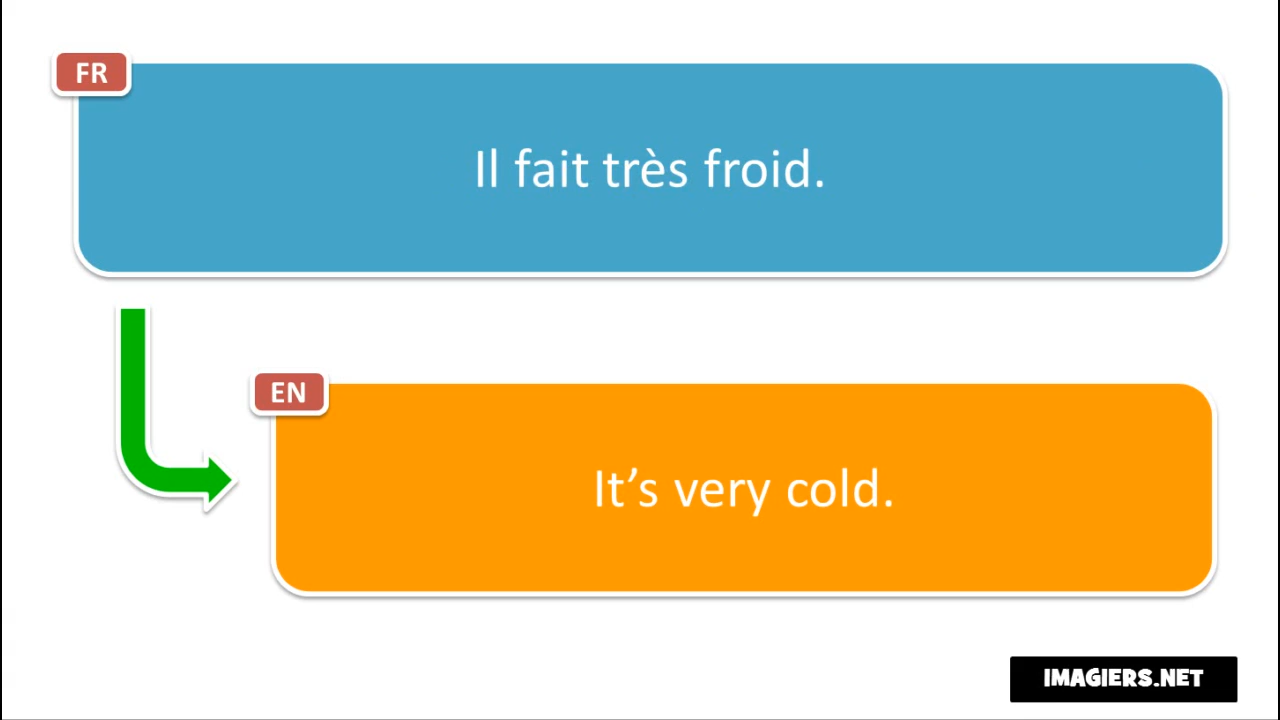 FR
Il fait très froid.
EN
It’s very cold.
IMAGIERS.NET